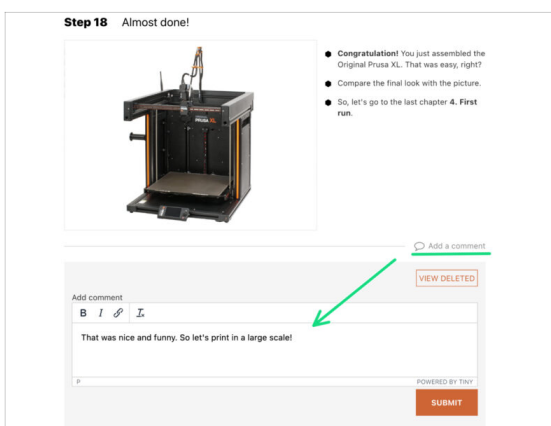 Step 18 Almost done!
Congratulation! You just assembled the
Original Prusa XL. That was easy, right?
Compare the final look with the picture.
So, let's go to the last chapter 4. First
run.
PRUSA XL
Add a comment
VIEW DELETED
Add comment
B I
That was nice and funny. So let's print in a large scale!
P POWERED BY TINY
SUBMIT